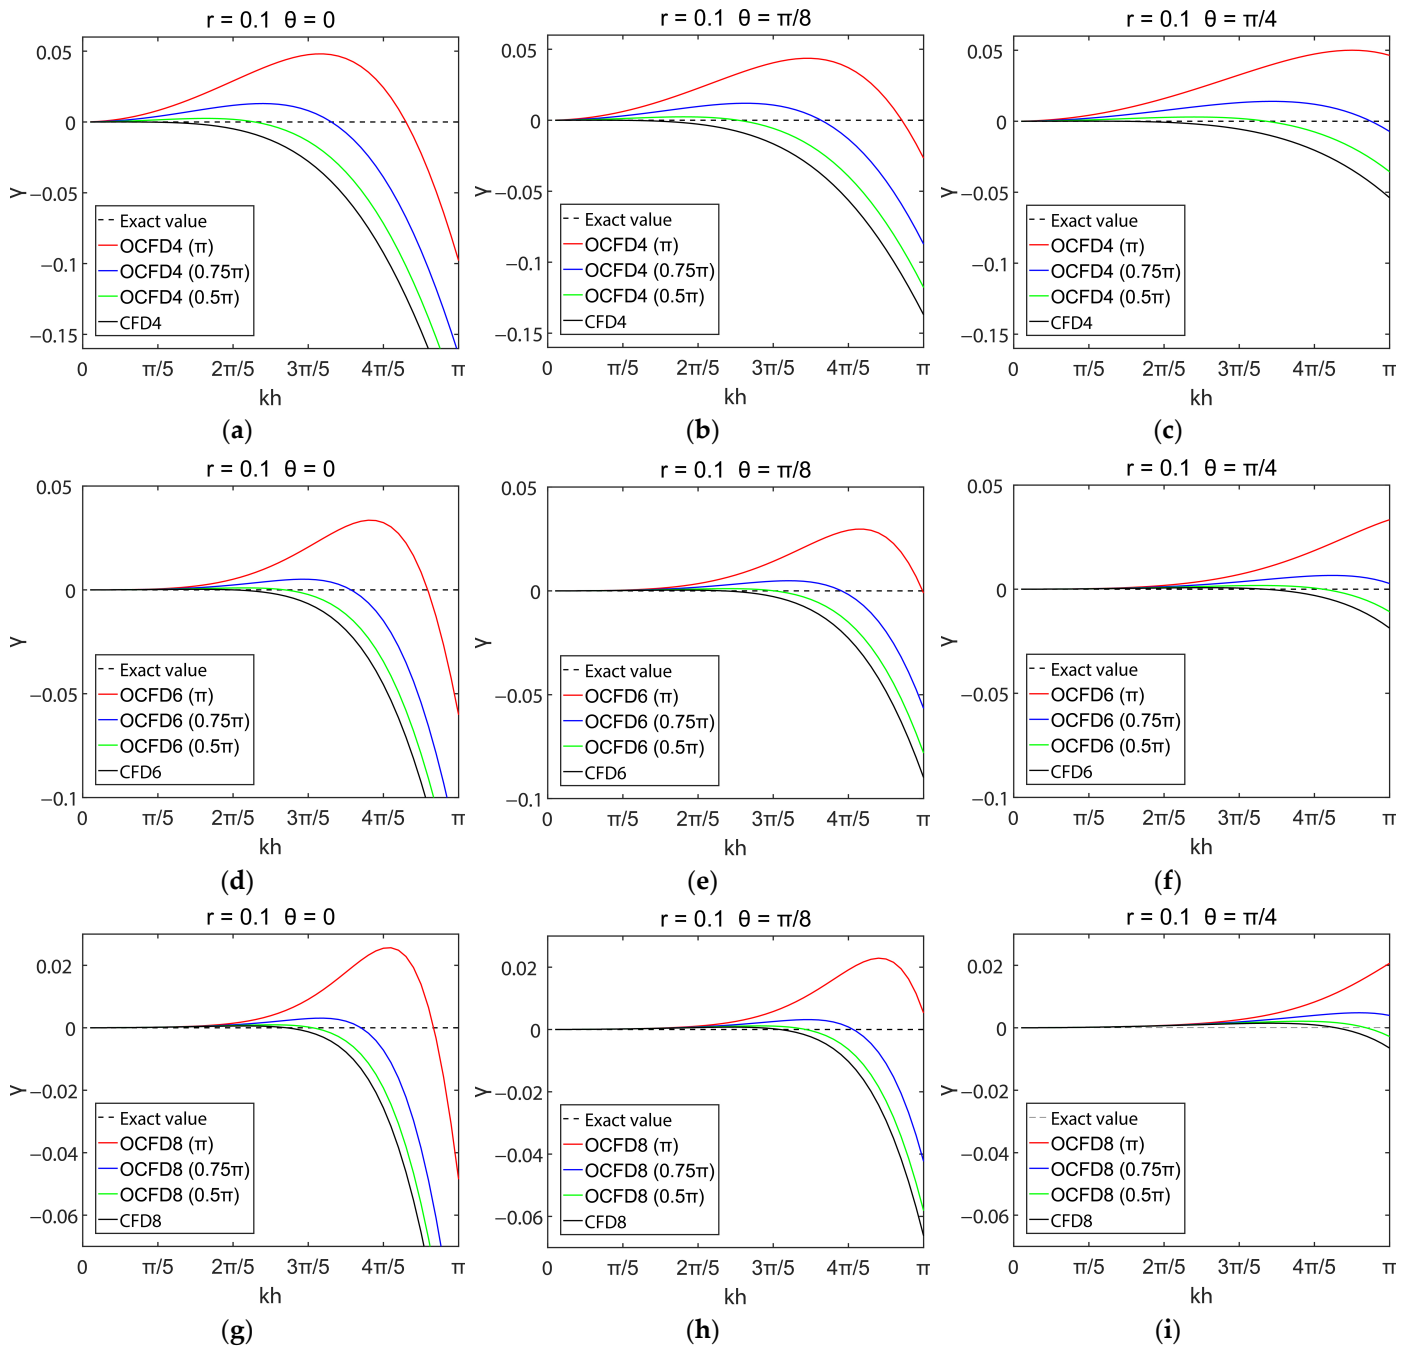 r = 0.1 θ = 0
0.05
0
−0.05
−0.1
−0.15
γ
Exact value
OCFD4 (π)
OCFD4 (0.75π)
OCFD4 (0.5π)
CFD4
0 π/5 2π/5 3π/5 4π/5 π
kh
(a)
r = 0.1 θ = π/8
0.05
0
−0.05
−0.1
−0.15
γ
Exact value
OCFD4 (π)
OCFD4 (0.75π)
OCFD4 (0.5π)
CFD4
0 π/5 2π/5 3π/5 4π/5 π
kh
(b)
r = 0.1 θ = π/4
0.05
0
−0.05
−0.1
−0.15
γ
Exact value
OCFD4 (π)
OCFD4 (0.75π)
OCFD4 (0.5π)
CFD4
0 π/5 2π/5 3π/5 4π/5 π
kh
(c)
r = 0.1 θ = 0
0.05
0
−0.05
−0.1
γ
Exact value
OCFD6 (π)
OCFD6 (0.75π)
OCFD6 (0.5π)
CFD6
0 π/5 2π/5 3π/5 4π/5 π
kh
(d)
r = 0.1 θ = π/8
0.05
0
−0.05
−0.1
γ
Exact value
OCFD6 (π)
OCFD6 (0.75π)
OCFD6 (0.5π)
CFD6
0 π/5 2π/5 3π/5 4π/5 π
kh
(e)
r = 0.1 θ = π/4
0.05
0
−0.05
−0.1
γ
Exact value
OCFD6 (π)
OCFD6 (0.75π)
OCFD6 (0.5π)
CFD6
0 π/5 2π/5 3π/5 4π/5 π
kh
(f)
r = 0.1 θ = 0
0.02
0
−0.02
−0.04
−0.06
γ
Exact value
OCFD8 (π)
OCFD8 (0.75π)
OCFD8 (0.5π)
CFD8
0 π/5 2π/5 3π/5 4π/5 π
kh
(g)
r = 0.1 θ = π/8
0.02
0
−0.02
−0.04
−0.06
γ
Exact value
OCFD8 (π)
OCFD8 (0.75π)
OCFD8 (0.5π)
CFD8
0 π/5 2π/5 3π/5 4π/5 π
kh
(h)
r = 0.1 θ = π/4
0.02
0
−0.02
−0.04
−0.06
γ
Exact value
OCFD8 (π)
OCFD8 (0.75π)
OCFD8 (0.5π)
CFD8
0 π/5 2π/5 3π/5 4π/5 π
kh
(i)